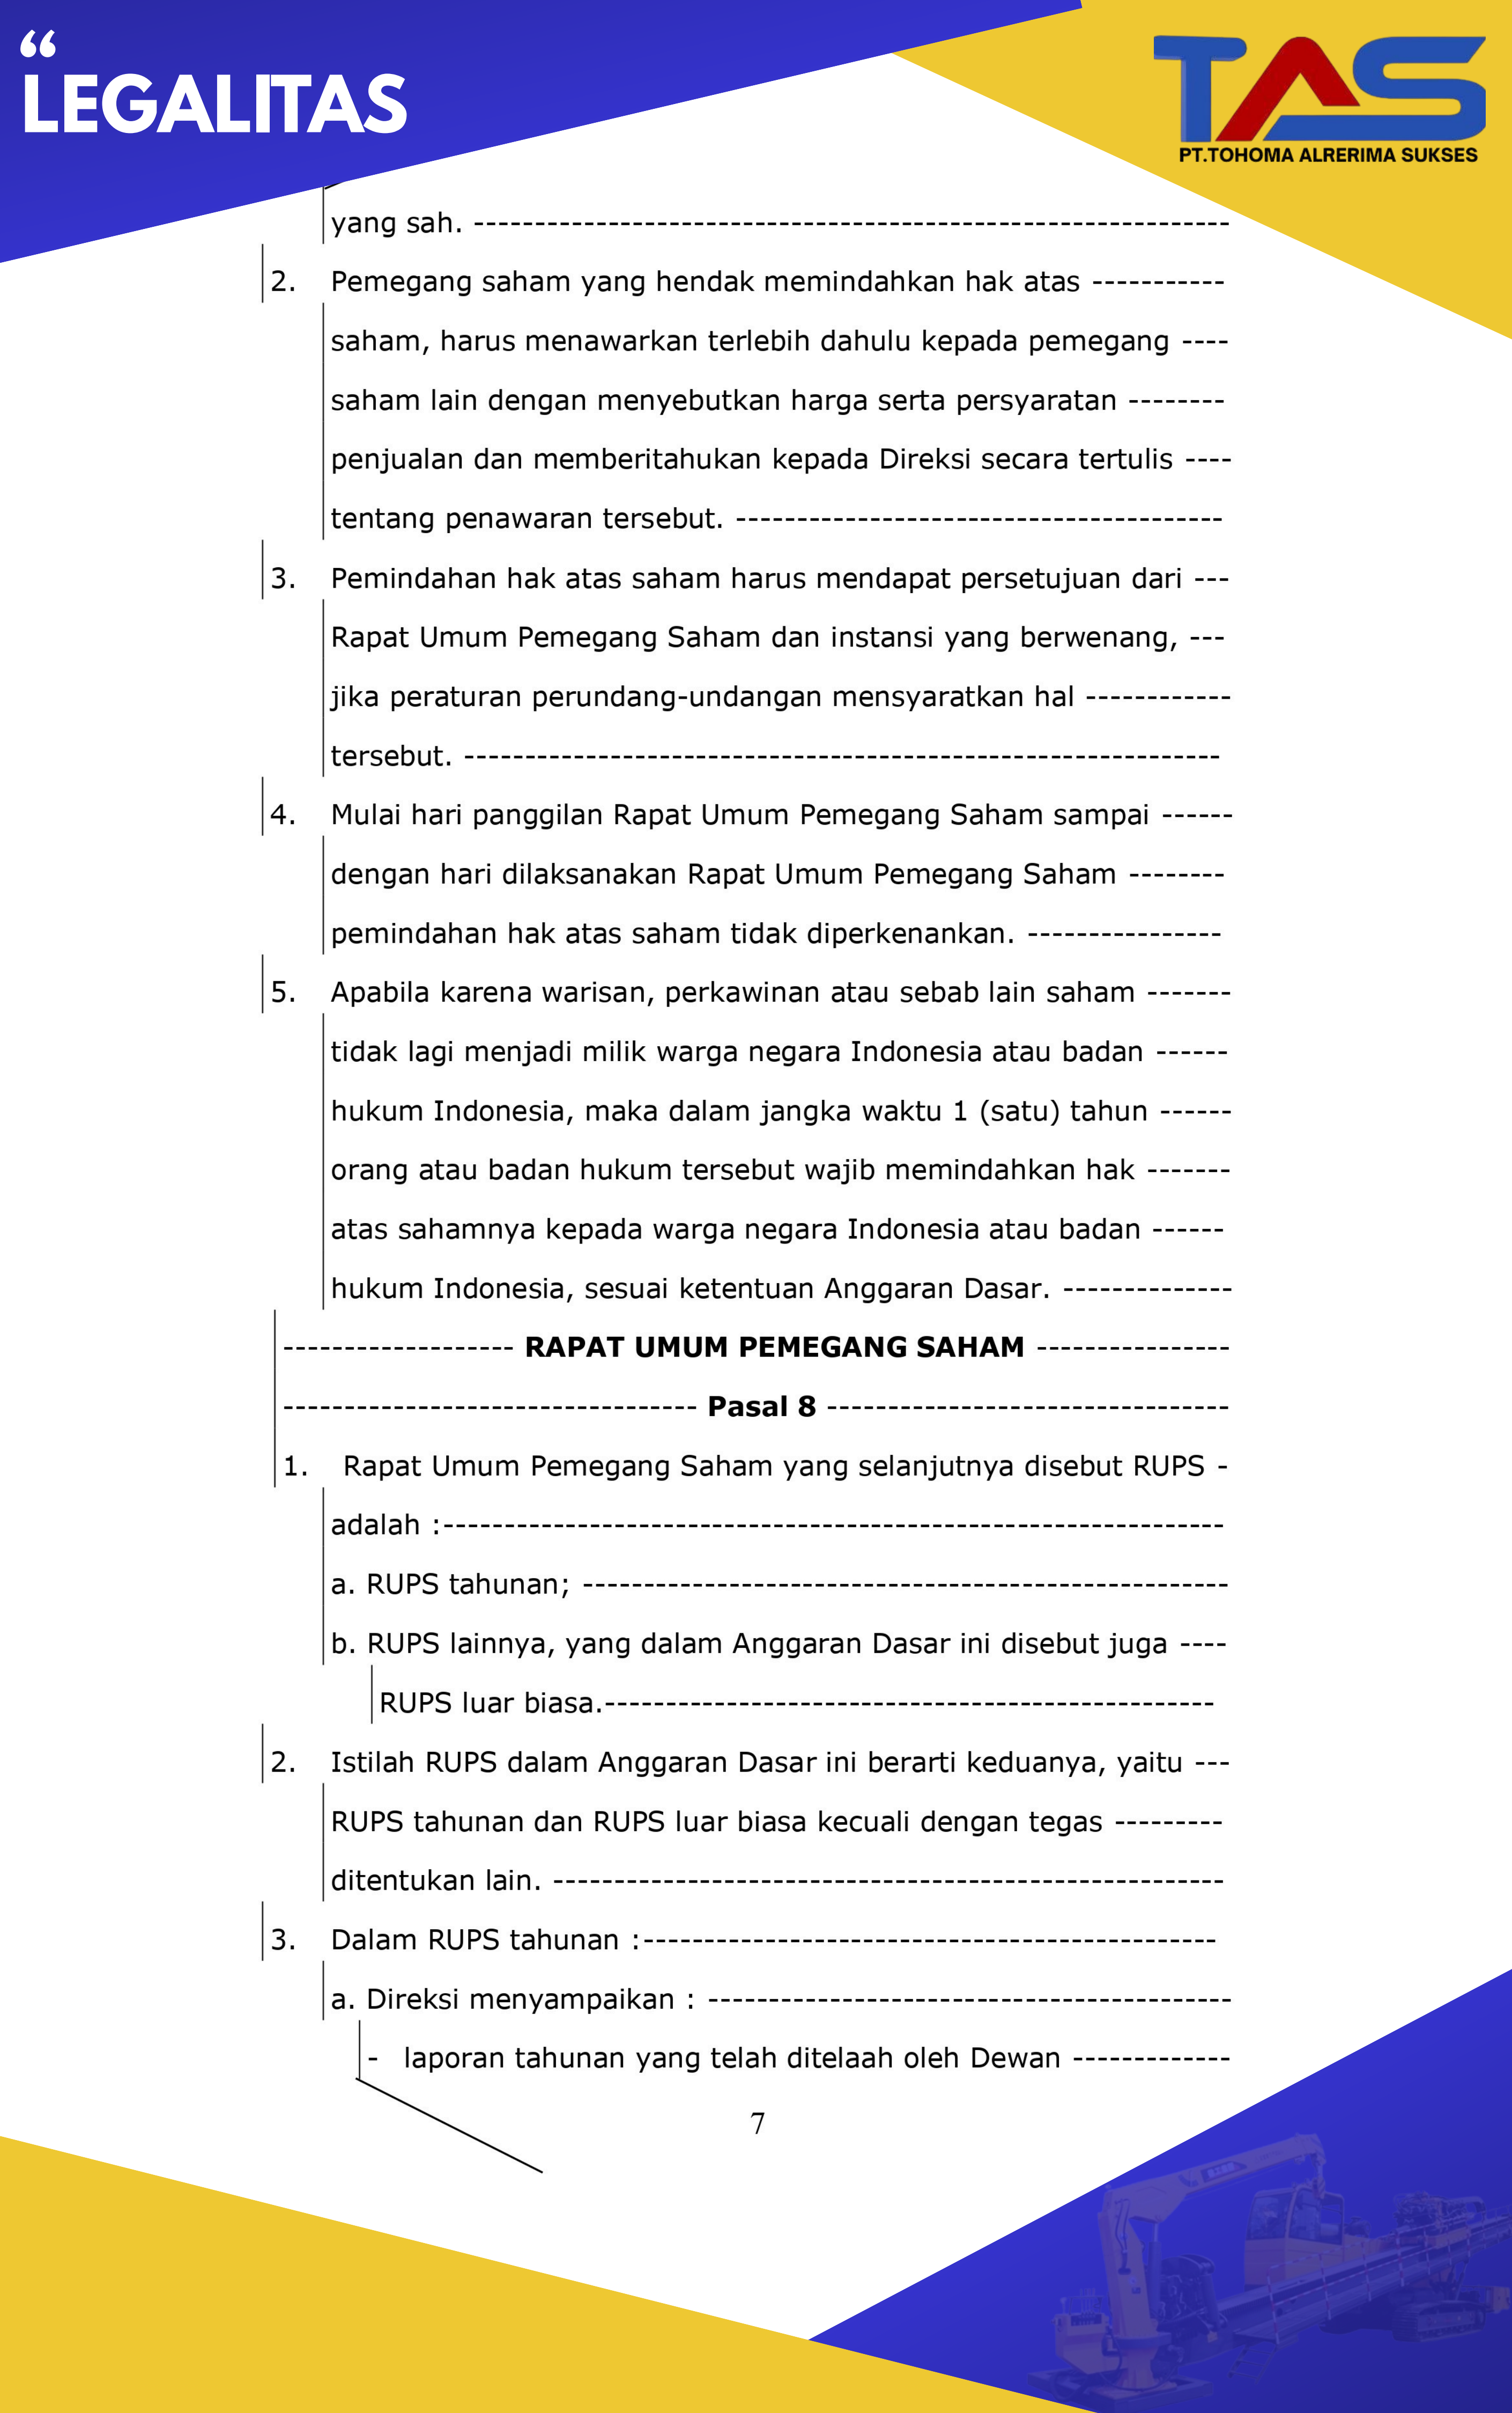 “
LEGALITAS
TAS
PT.TOHOMA ALRERIMA SUKSES
yang sah. --------------------------------------------------------------
2. Pemegang saham yang hendak memindahkan hak atas -----------
saham, harus menawarkan terlebih dahulu kepada pemegang ----
saham lain dengan menyebutkan harga serta persyaratan --------
penjualan dan memberitahukan kepada Direksi secara tertulis ----
tentang penawaran tersebut. ----------------------------------------
3. Pemindahan hak atas saham harus mendapat persetujuan dari ---
Rapat Umum Pemegang Saham dan instansi yang berwenang, ---
jika peraturan perundang-undangan mensyaratkan hal ------------
tersebut. --------------------------------------------------------------
4. Mulai hari panggilan Rapat Umum Pemegang Saham sampai ------
dengan hari dilaksanakan Rapat Umum Pemegang Saham --------
pemindahan hak atas saham tidak diperkenankan. ----------------
5. Apabila karena warisan, perkawinan atau sebab lain saham -------
tidak lagi menjadi milik warga negara Indonesia atau badan ------
hukum Indonesia, maka dalam jangka waktu 1 (satu) tahun ------
orang atau badan hukum tersebut wajib memindahkan hak -------
atas sahamnya kepada warga negara Indonesia atau badan ------
hukum Indonesia, sesuai ketentuan Anggaran Dasar. --------------
------------------- RAPAT UMUM PEMEGANG SAHAM ----------------
---------------------------------- Pasal 8 ---------------------------------
1. Rapat Umum Pemegang Saham yang selanjutnya disebut RUPS -
adalah :----------------------------------------------------------------
a. RUPS tahunan; -----------------------------------------------------
b. RUPS lainnya, yang dalam Anggaran Dasar ini disebut juga ----
RUPS luar biasa.--------------------------------------------------
2. Istilah RUPS dalam Anggaran Dasar ini berarti keduanya, yaitu ---
RUPS tahunan dan RUPS luar biasa kecuali dengan tegas ---------
ditentukan lain. -------------------------------------------------------
3. Dalam RUPS tahunan :-----------------------------------------------
a. Direksi menyampaikan : -------------------------------------------
- laporan tahunan yang telah ditelaah oleh Dewan -------------
7